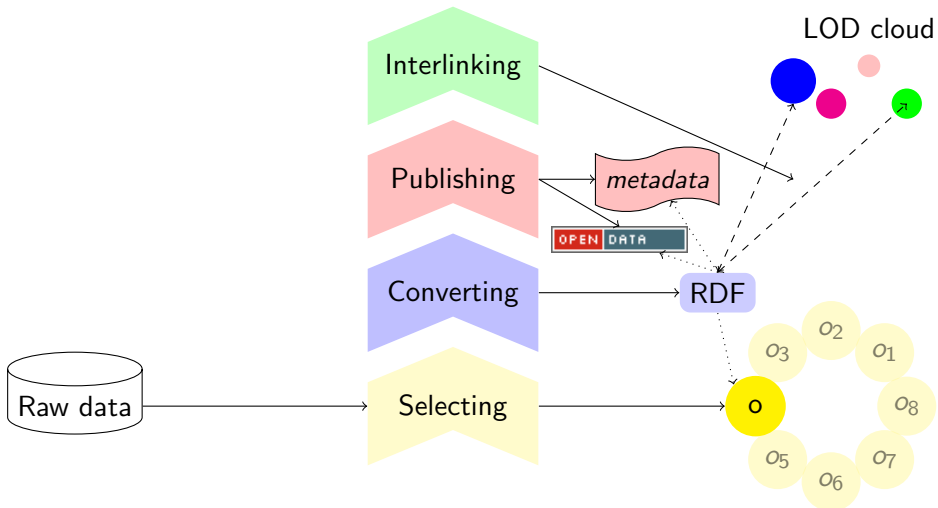 LOD cloud
Interlinking
Publishing
metadata
OPEN DATA
Converting
RDF
Raw data
Selecting
o
o₃
o₂
o₁
o₈
o₇
o₆
o₅